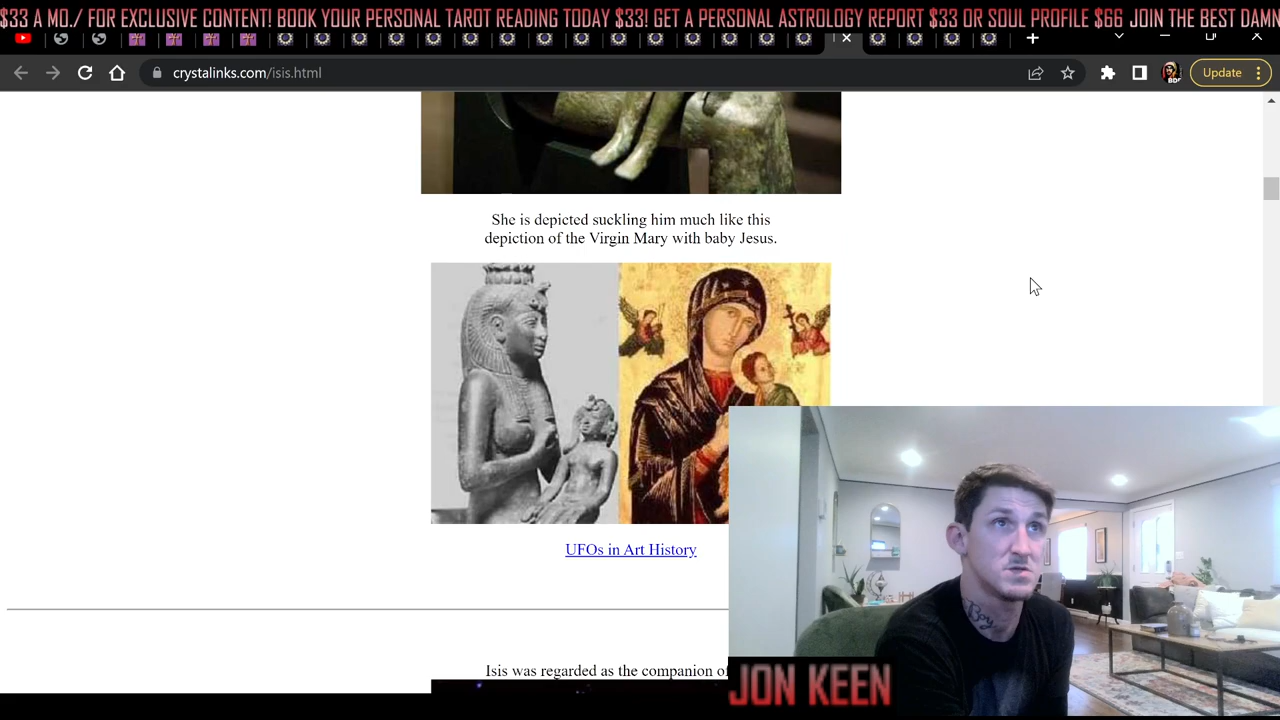 $33 A MO./ FOR EXCLUSIVE CONTENT! BOOK YOUR PERSONAL TAROT READING TODAY $33! GET A PERSONAL ASTROLOGY REPORT $33 OR SOUL PROFILE $66 JOIN THE BEST DAMN
crystalinks.com/isis.html
Update
She is depicted suckling him much like this
depiction of the Virgin Mary with baby Jesus.
UFOs in Art History
Isis was regarded as the companion of
JON KEEN